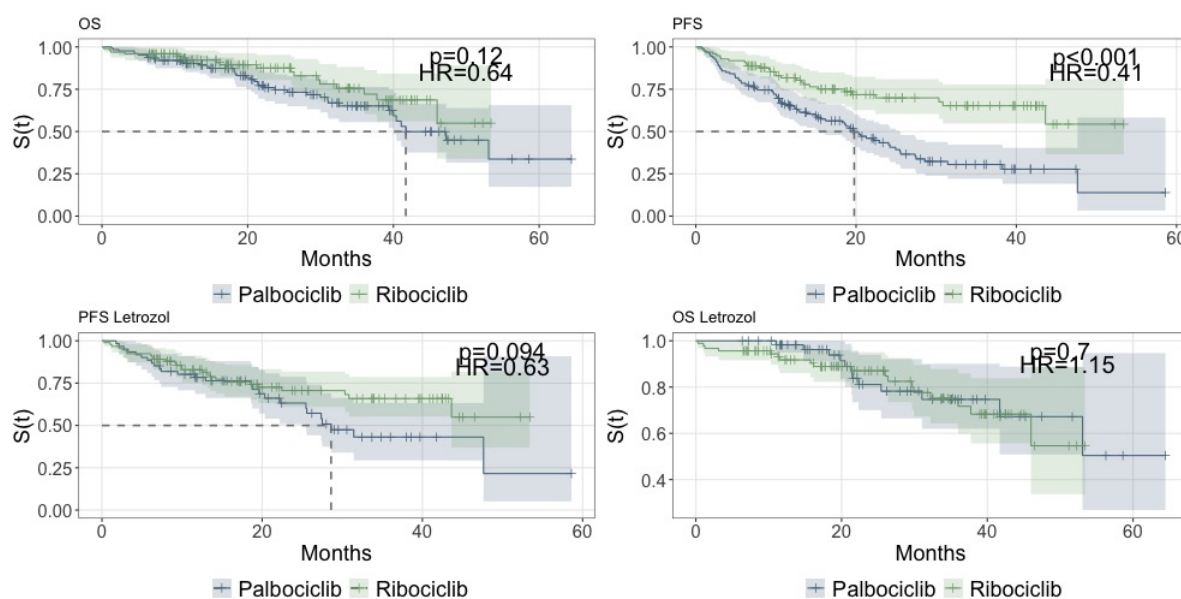 OS
1.00
0.75
0.50
0.25
0.00
S(t)
p=0.12
HR=0.64
0 20 40 60
Months
Palbociclib Ribociclib
PFS
1.00
0.75
0.50
0.25
0.00
S(t)
p≤0.001
HR=0.41
0 20 40 60
Months
Palbociclib Ribociclib
PFS Letrozol
1.00
0.75
0.50
0.25
0.00
S(t)
p=0.094
HR=0.63
0 20 40 60
Months
Palbociclib Ribociclib
OS Letrozol
1.0
0.8
0.6
0.4
S(t)
p=0.7
HR=1.15
0 20 40 60
Months
Palbociclib Ribociclib